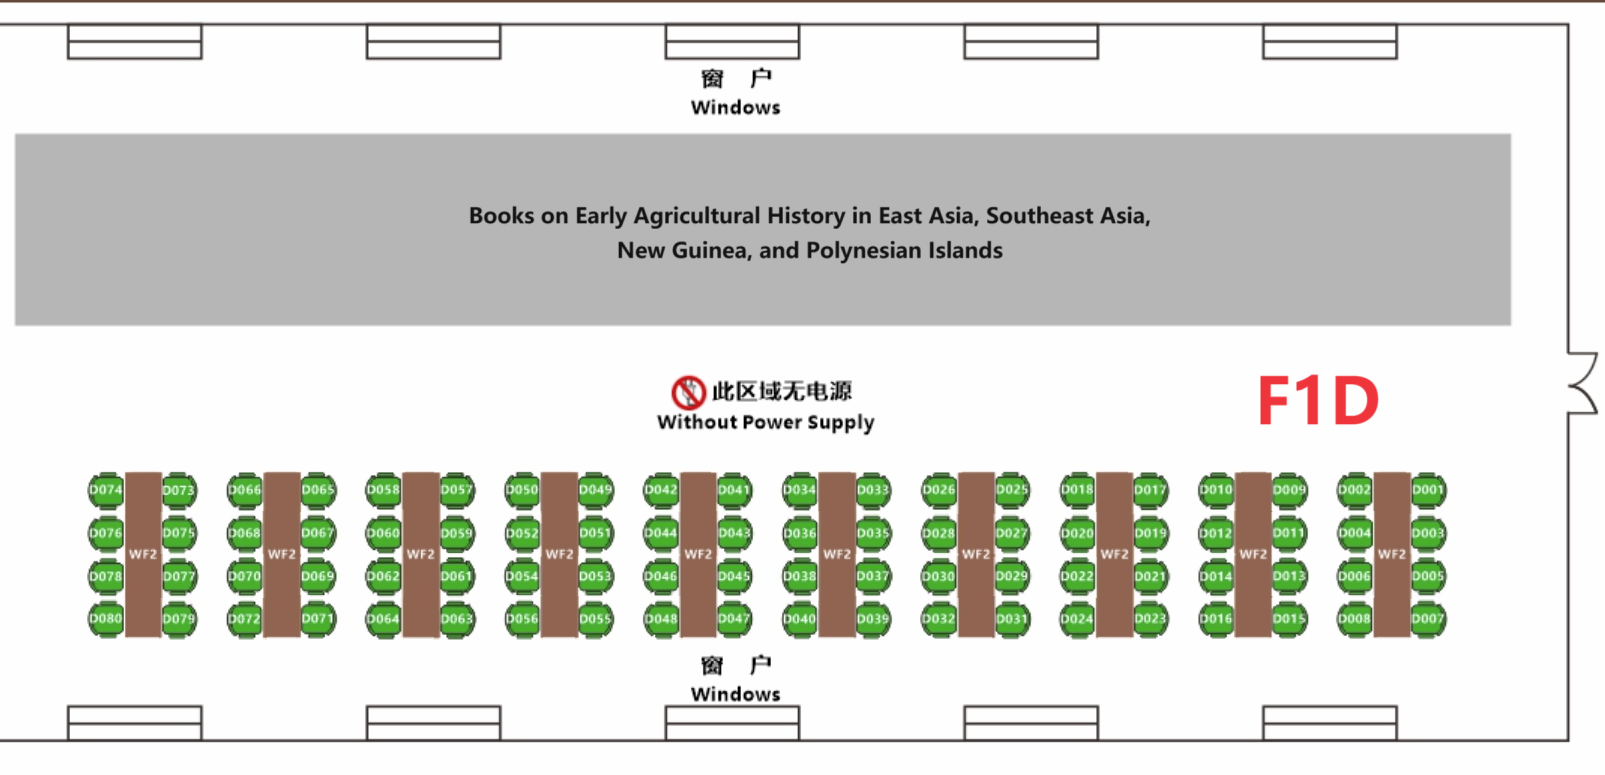 窗 户
Windows
Books on Early Agricultural History in East Asia, Southeast Asia,
New Guinea, and Polynesian Islands
此区域无电源
Without Power Supply
F1D
D074 D073 D066 D065 D058 D057 D050 D049 D042 D041 D034 D033 D026 D025 D018 D017 D010 D009 D002 D001
D076 D075 D068 D067 D060 D059 D052 D051 D044 D043 D036 D035 D028 D027 D020 D019 D012 D011 D004 D003
WF2 WF2 WF2 WF2 WF2 WF2 WF2 WF2 WF2 WF2
D078 D077 D070 D069 D062 D061 D054 D053 D046 D045 D038 D037 D030 D029 D022 D021 D014 D013 D006 D005
D080 D079 D072 D071 D064 D063 D056 D055 D048 D047 D040 D039 D032 D031 D024 D023 D016 D015 D008 D007
窗 户
Windows